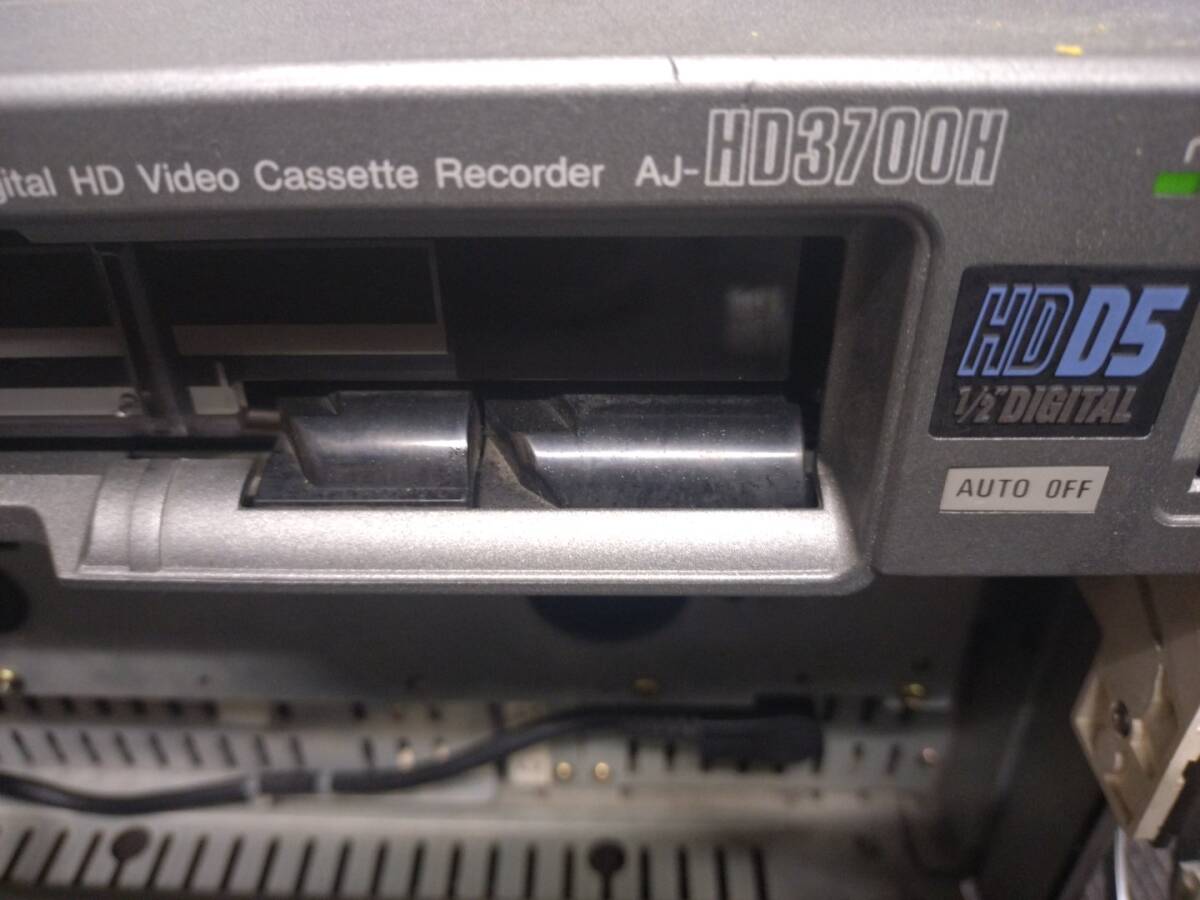 gital HD Video Cassette Recorder AJ-HD3700H
HD D5
1/2" DIGITAL
AUTO OFF